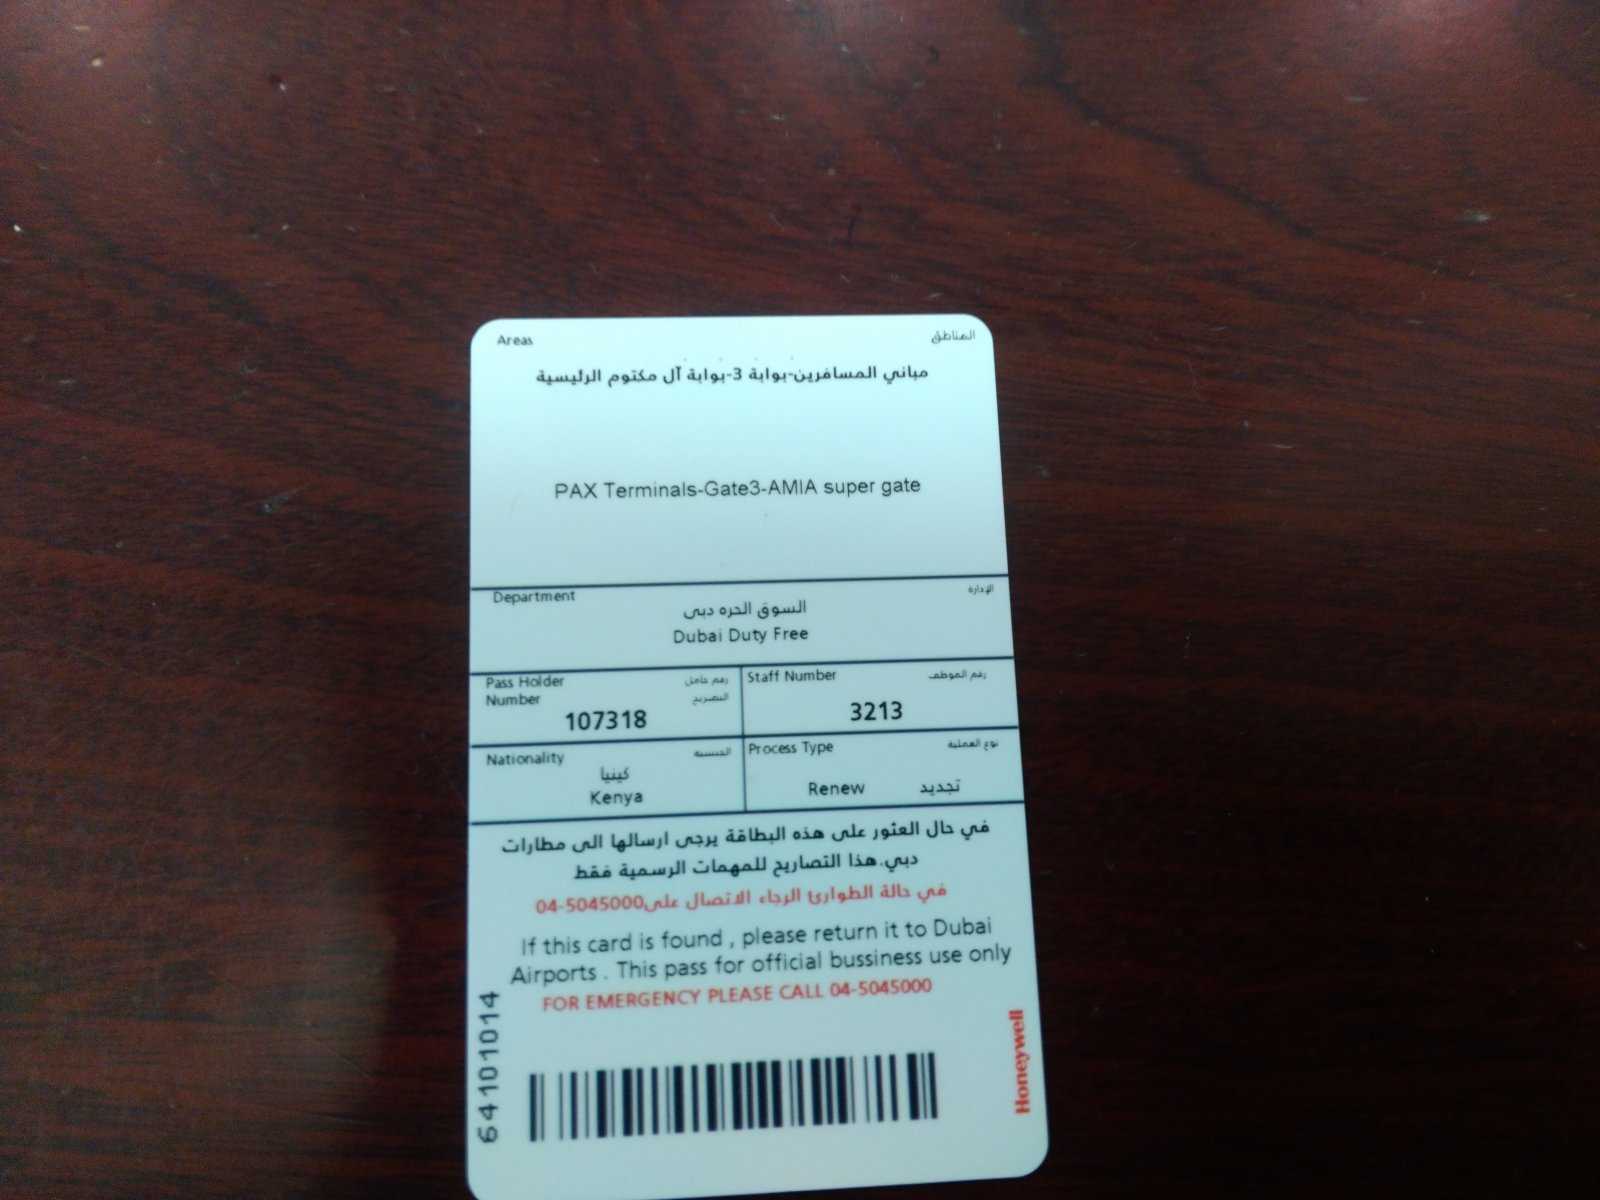 Areas المناطق
مباني المسافرين-بوابة 3-بوابة آل مكتوم الرئيسية
PAX Terminals-Gate3-AMIA super gate
Department الإدارة
السوق الحره دبى
Dubai Duty Free
Pass Holder رقم حامل
Number التصريح
107318
Staff Number رقم الموظف
3213
Nationality الجنسية
كينيا
Kenya
Process Type نوع العملية
Renew تجديد
في حال العثور على هذه البطاقة يرجى ارسالها الى مطارات
دبي.هذا التصاريح للمهمات الرسمية فقط
في حالة الطوارئ الرجاء الاتصال على04-5045000
If this card is found , please return it to Dubai
Airports . This pass for official bussiness use only
FOR EMERGENCY PLEASE CALL 04-5045000
64101014
Honeywell